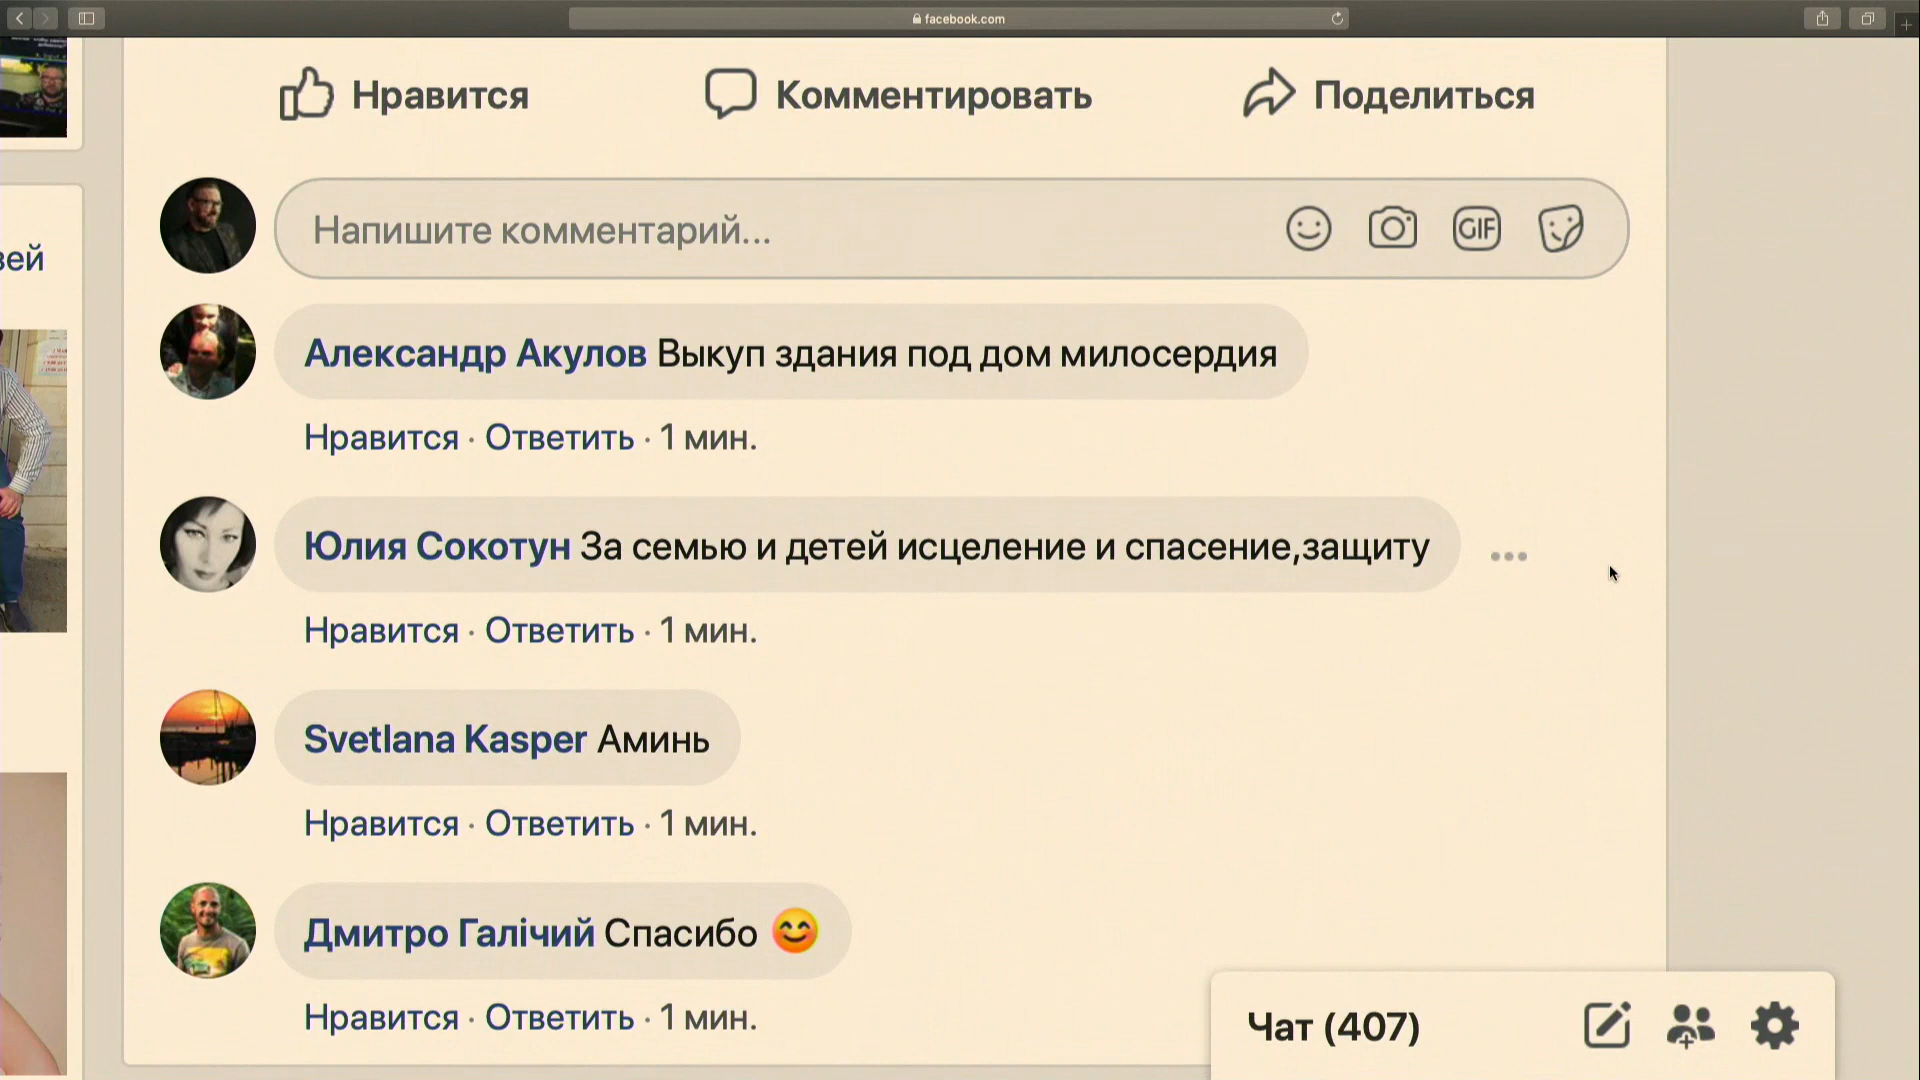 facebook.com
Нравится
Комментировать
Поделиться
Напишите комментарий...
GIF
зей
Александр Акулов Выкуп здания под дом милосердия
Нравится · Ответить · 1 мин.
Юлия Сокотун За семью и детей исцеление и спасение,защиту
Нравится · Ответить · 1 мин.
Svetlana Kasper Аминь
Нравится · Ответить · 1 мин.
Дмитро Галічий Спасибо 😊
Нравится · Ответить · 1 мин.
Чат (407)